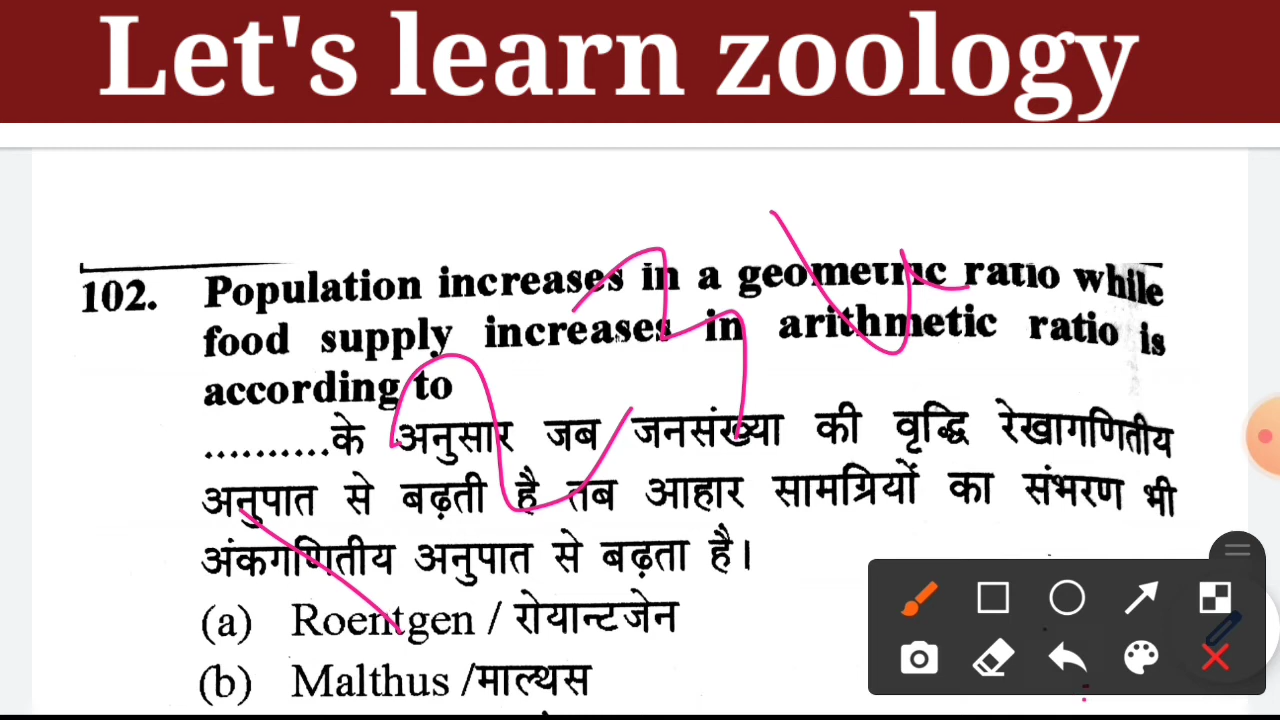 Let's learn zoology
102. Population increases in a geometric ratio while
food supply increases in arithmetic ratio is
according to
..........के अनुसार जब जनसंख्या की वृद्धि रेखागणितीय
अनुपात से बढ़ती है तब आहार सामग्रियों का संभरण भी
अंकगणितीय अनुपात से बढ़ता है।
(a) Roentgen / रोयान्टजेन
(b) Malthus /माल्थस